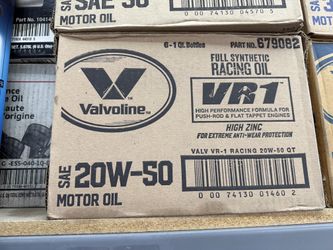 SAE 30
MOTOR OIL
0 00 74130 04570 5
6-1 Qt. Bottles
PART NO. 679082
FULL SYNTHETIC
RACING OIL
VR1
HIGH PERFORMANCE FORMULA FOR
PUSH-ROD & FLAT TAPPET ENGINES
HIGH ZINC
FOR EXTREME ANTI-WEAR PROTECTION
Valvoline
TM
SAE 20W-50
MOTOR OIL
VALV VR-1 RACING 20W-50 QT
0 00 74130 01460 2